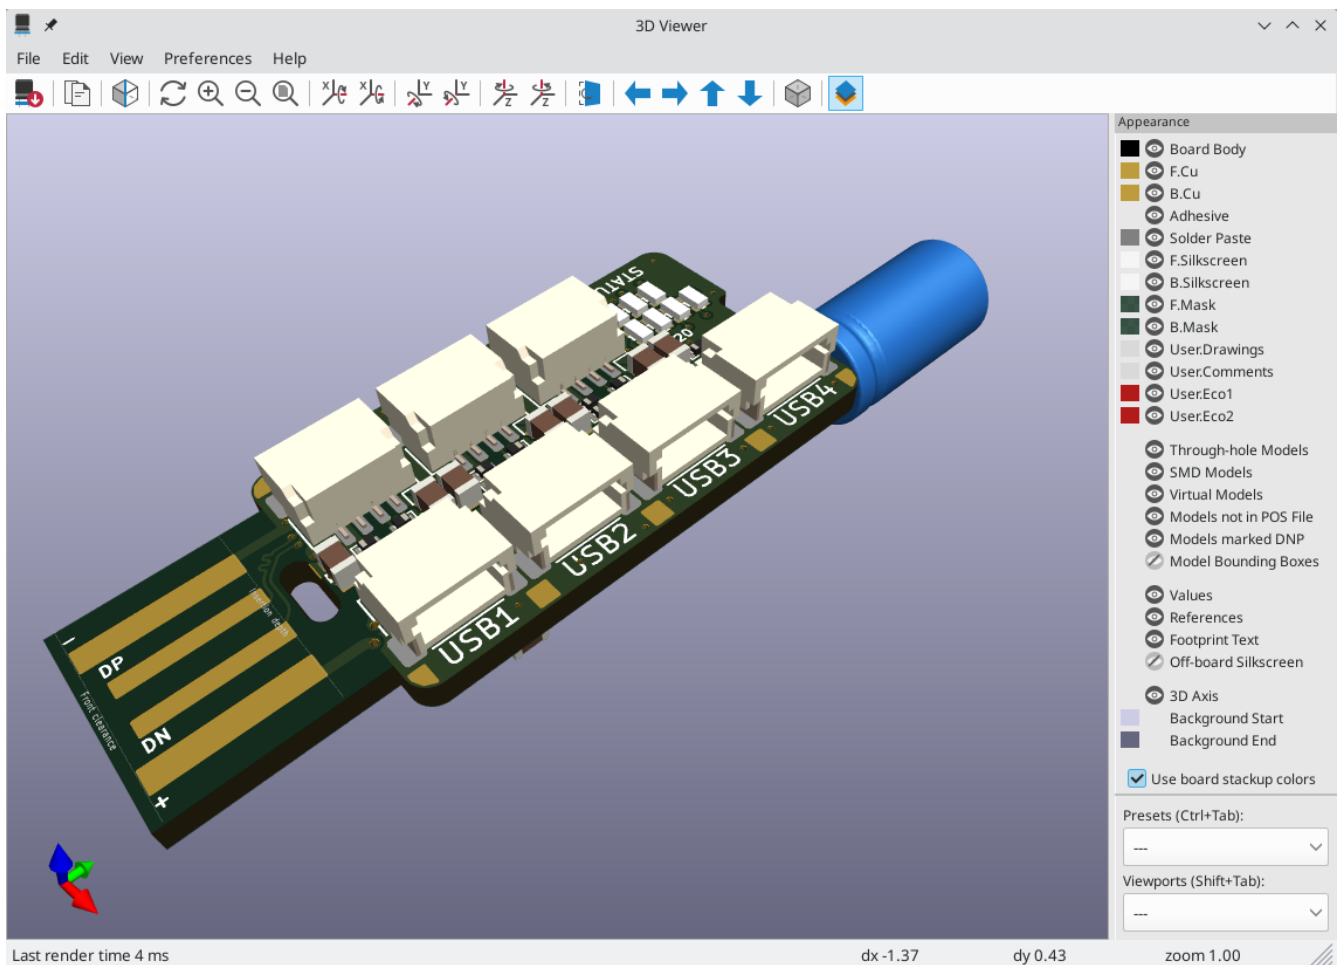 3D Viewer
File Edit View Preferences Help
Appearance
Board Body
F.Cu
B.Cu
Adhesive
Solder Paste
F.Silkscreen
B.Silkscreen
F.Mask
B.Mask
User.Drawings
User.Comments
User.Eco1
User.Eco2
Through-hole Models
SMD Models
Virtual Models
Models not in POS File
Models marked DNP
Model Bounding Boxes
Values
References
Footprint Text
Off-board Silkscreen
3D Axis
Background Start
Background End
Use board stackup colors
Presets (Ctrl+Tab):
---
Viewports (Shift+Tab):
---
STATU
20
USB4
USB3
USB2
USB1
Insertion depth
-
DP
DN
+
Front clearance
Last render time 4 ms dx -1.37 dy 0.43 zoom 1.00